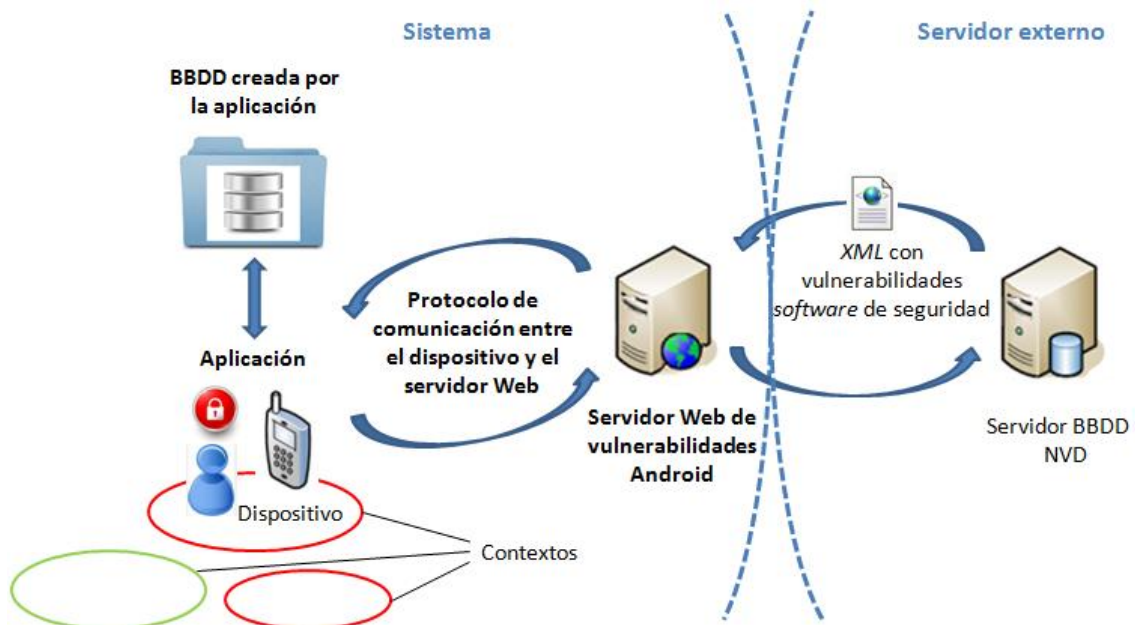 Sistema
Servidor externo
BBDD creada por
la aplicación
XML con
vulnerabilidades
software de seguridad
Protocolo de
comunicación entre
el dispositivo y el
servidor Web
Aplicación
Servidor Web de
vulnerabilidades
Android
Servidor BBDD
NVD
Dispositivo
Contextos